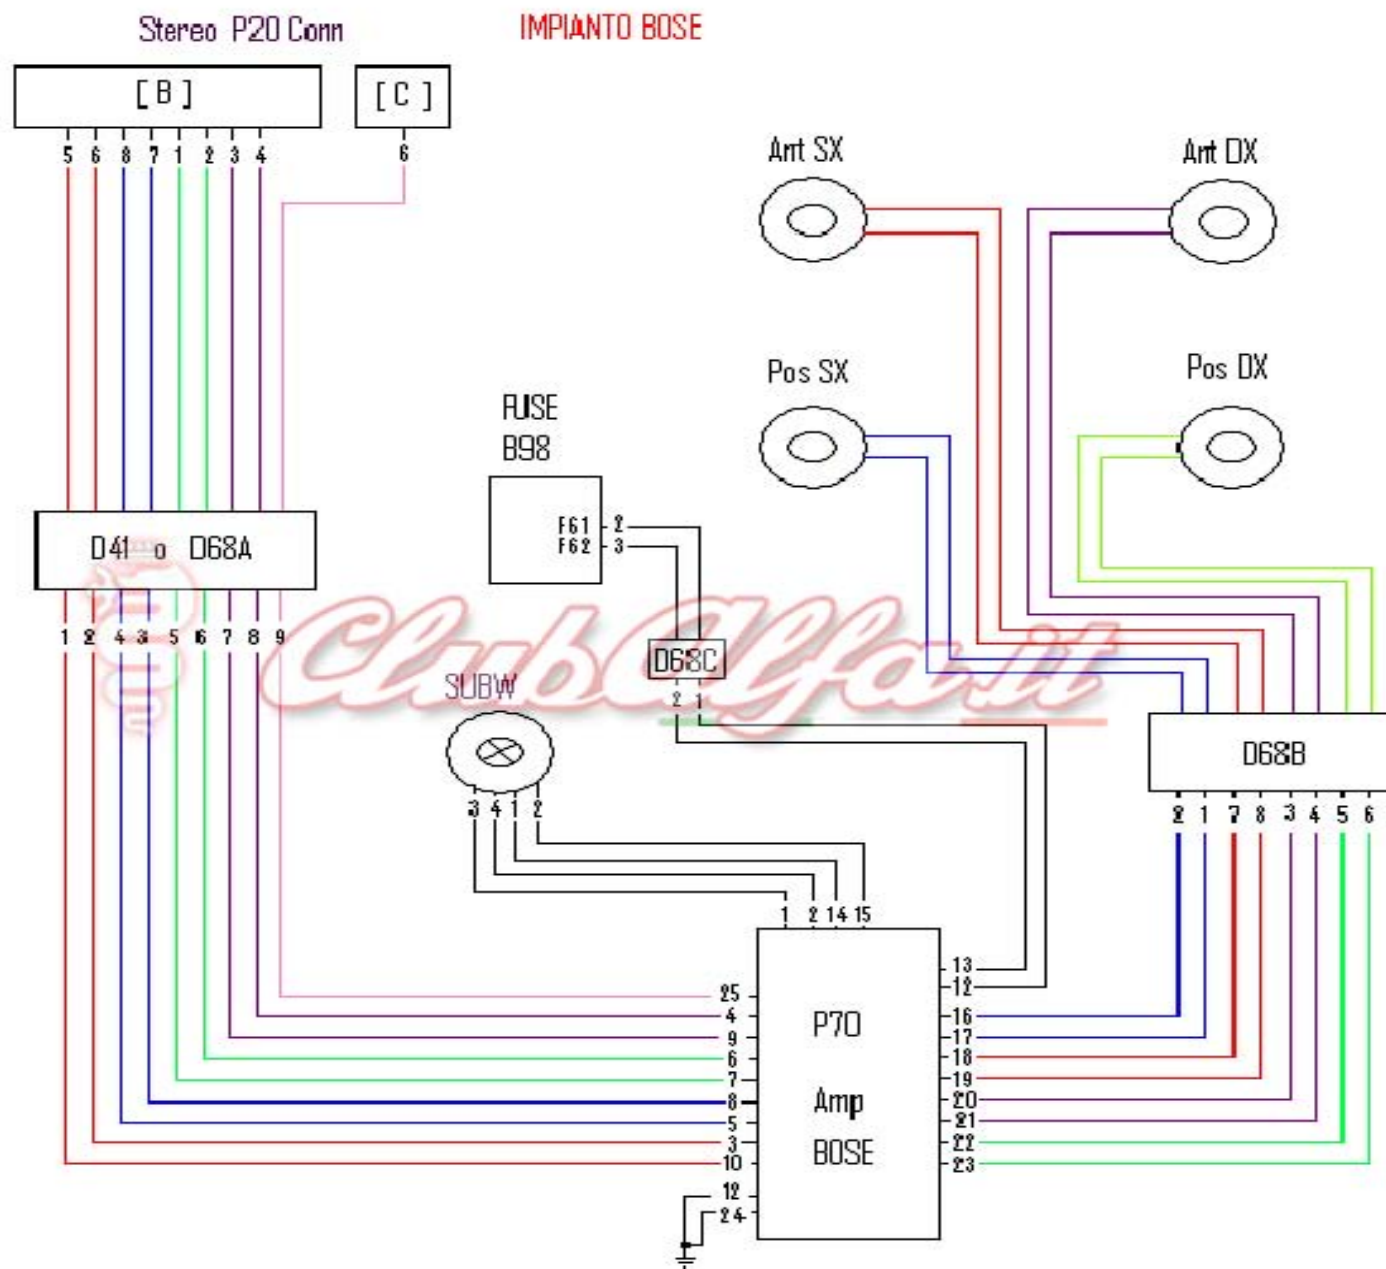 Stereo P20 Conn
IMPIANTO BOSE
[ B ]
[ C ]
5 6 8 7 1 2 3 4
6
Ant SX
Ant DX
Pos SX
Pos DX
FUSE
B98
F61 2
F62 3
D41 o D68A
1 2 4 3 5 6 7 8 9
ClubAlfa.it
D68C
2 1
SUBW
3 4 1 2
D68B
2 1 7 8 3 4 5 6
1 2 14 15
13
12
25
4
9
6
7
8
5
3
10
12
24
P70
Amp
BOSE
16
17
18
19
20
21
22
23